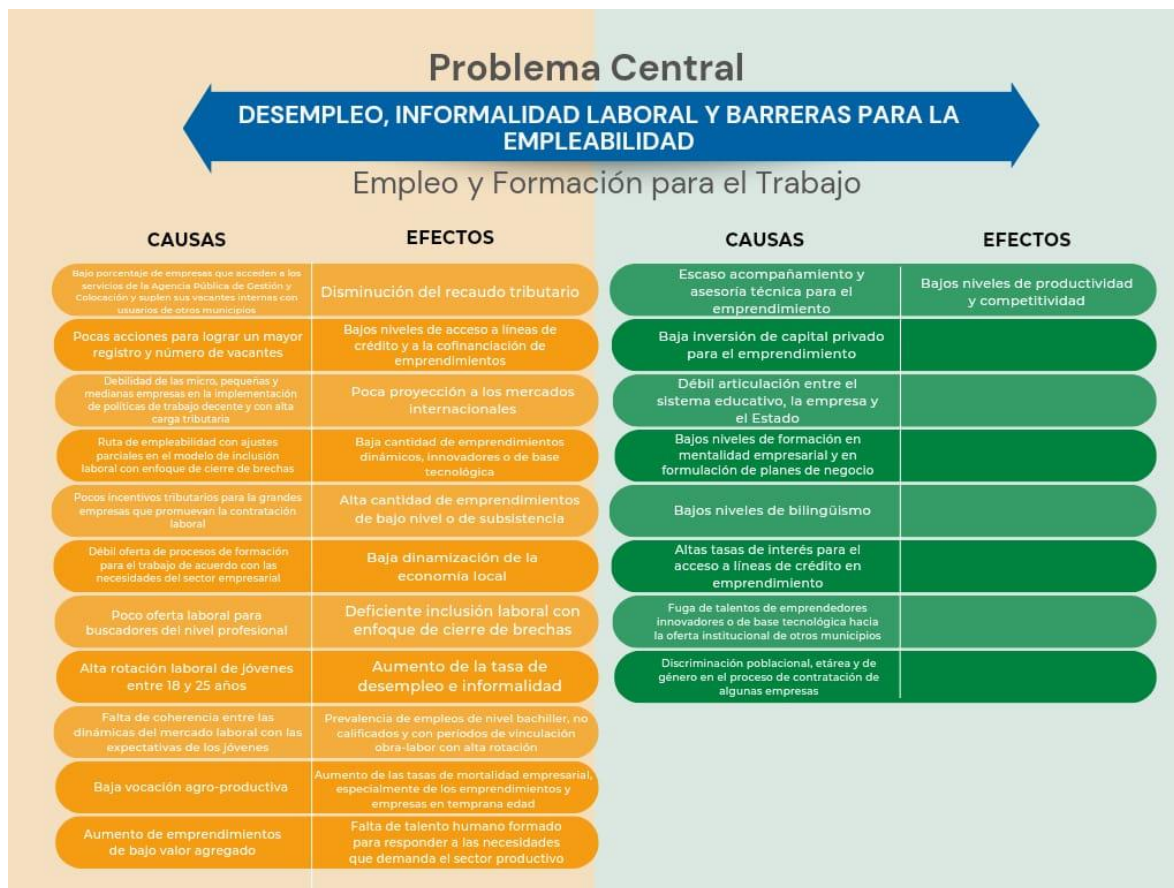 Problema Central
DESEMPLEO, INFORMALIDAD LABORAL Y BARRERAS PARA LA
EMPLEABILIDAD
Empleo y Formación para el Trabajo
CAUSAS
EFECTOS
Bajo porcentaje de empresas que acceden a los
servicios de la Agencia Pública de Gestión y
Colocación y suplen sus vacantes internas con
usuarios de otros municipios
Disminución del recaudo tributario
Pocas acciones para lograr un mayor
registro y número de vacantes
Bajos niveles de acceso a líneas de
crédito y a la cofinanciación de
emprendimientos
Debilidad de las micro, pequeñas y
medianas empresas en la implementación
de políticas de trabajo decente y con alta
carga tributaria
Poca proyección a los mercados
internacionales
Ruta de empleabilidad con ajustes
parciales en el modelo de inclusión
laboral con enfoque de cierre de brechas
Baja cantidad de emprendimientos
dinámicos, innovadores o de base
tecnológica
Pocos incentivos tributarios para la grandes
empresas que promuevan la contratación
laboral
Alta cantidad de emprendimientos
de bajo nivel o de subsistencia
Débil oferta de procesos de formación
para el trabajo de acuerdo con las
necesidades del sector empresarial
Baja dinamización de la
economía local
Poco oferta laboral para
buscadores del nivel profesional
Deficiente inclusión laboral con
enfoque de cierre de brechas
Alta rotación laboral de jóvenes
entre 18 y 25 años
Aumento de la tasa de
desempleo e informalidad
Falta de coherencia entre las
dinámicas del mercado laboral con las
expectativas de los jóvenes
Prevalencia de empleos de nivel bachiller, no
calificados y con periodos de vinculación
obra-labor con alta rotación
Baja vocación agro-productiva
Aumento de las tasas de mortalidad empresarial,
especialmente de los emprendimientos y
empresas en temprana edad
Aumento de emprendimientos
de bajo valor agregado
Falta de talento humano formado
para responder a las necesidades
que demanda el sector productivo
CAUSAS
EFECTOS
Escaso acompañamiento y
asesoría técnica para el
emprendimiento
Bajos niveles de productividad
y competitividad
Baja inversión de capital privado
para el emprendimiento
Débil articulación entre el
sistema educativo, la empresa y
el Estado
Bajos niveles de formación en
mentalidad empresarial y en
formulación de planes de negocio
Bajos niveles de bilingüismo
Altas tasas de interés para el
acceso a líneas de crédito en
emprendimiento
Fuga de talentos de emprendedores
innovadores o de base tecnológica hacia
la oferta institucional de otros municipios
Discriminación poblacional, etárea y de
género en el proceso de contratación de
algunas empresas